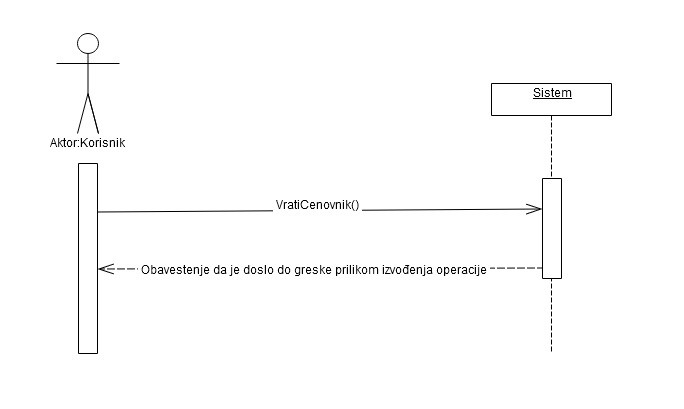 Sistem
Aktor:Korisnik
VratiCenovnik()
Obavestenje da je doslo do greske prilikom izvođenja operacije